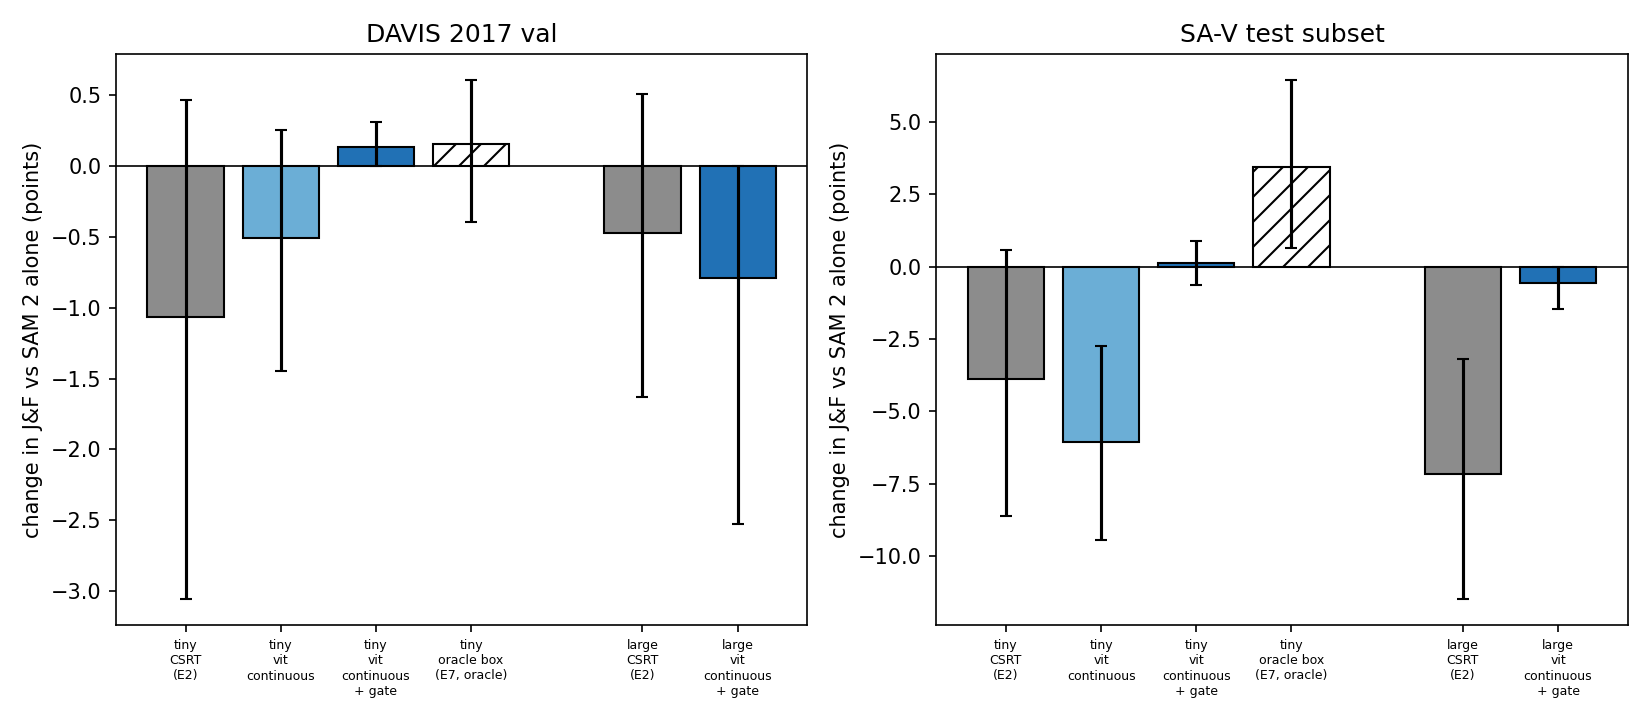 DAVIS 2017 val
change in J&F vs SAM 2 alone (points)
0.5
0.0
−0.5
−1.0
−1.5
−2.0
−2.5
−3.0
tiny
CSRT
(E2)
tiny
vit
continuous
tiny
vit
continuous
+ gate
tiny
oracle box
(E7, oracle)
large
CSRT
(E2)
large
vit
continuous
+ gate
SA-V test subset
change in J&F vs SAM 2 alone (points)
5.0
2.5
0.0
−2.5
−5.0
−7.5
−10.0
tiny
CSRT
(E2)
tiny
vit
continuous
tiny
vit
continuous
+ gate
tiny
oracle box
(E7, oracle)
large
CSRT
(E2)
large
vit
continuous
+ gate